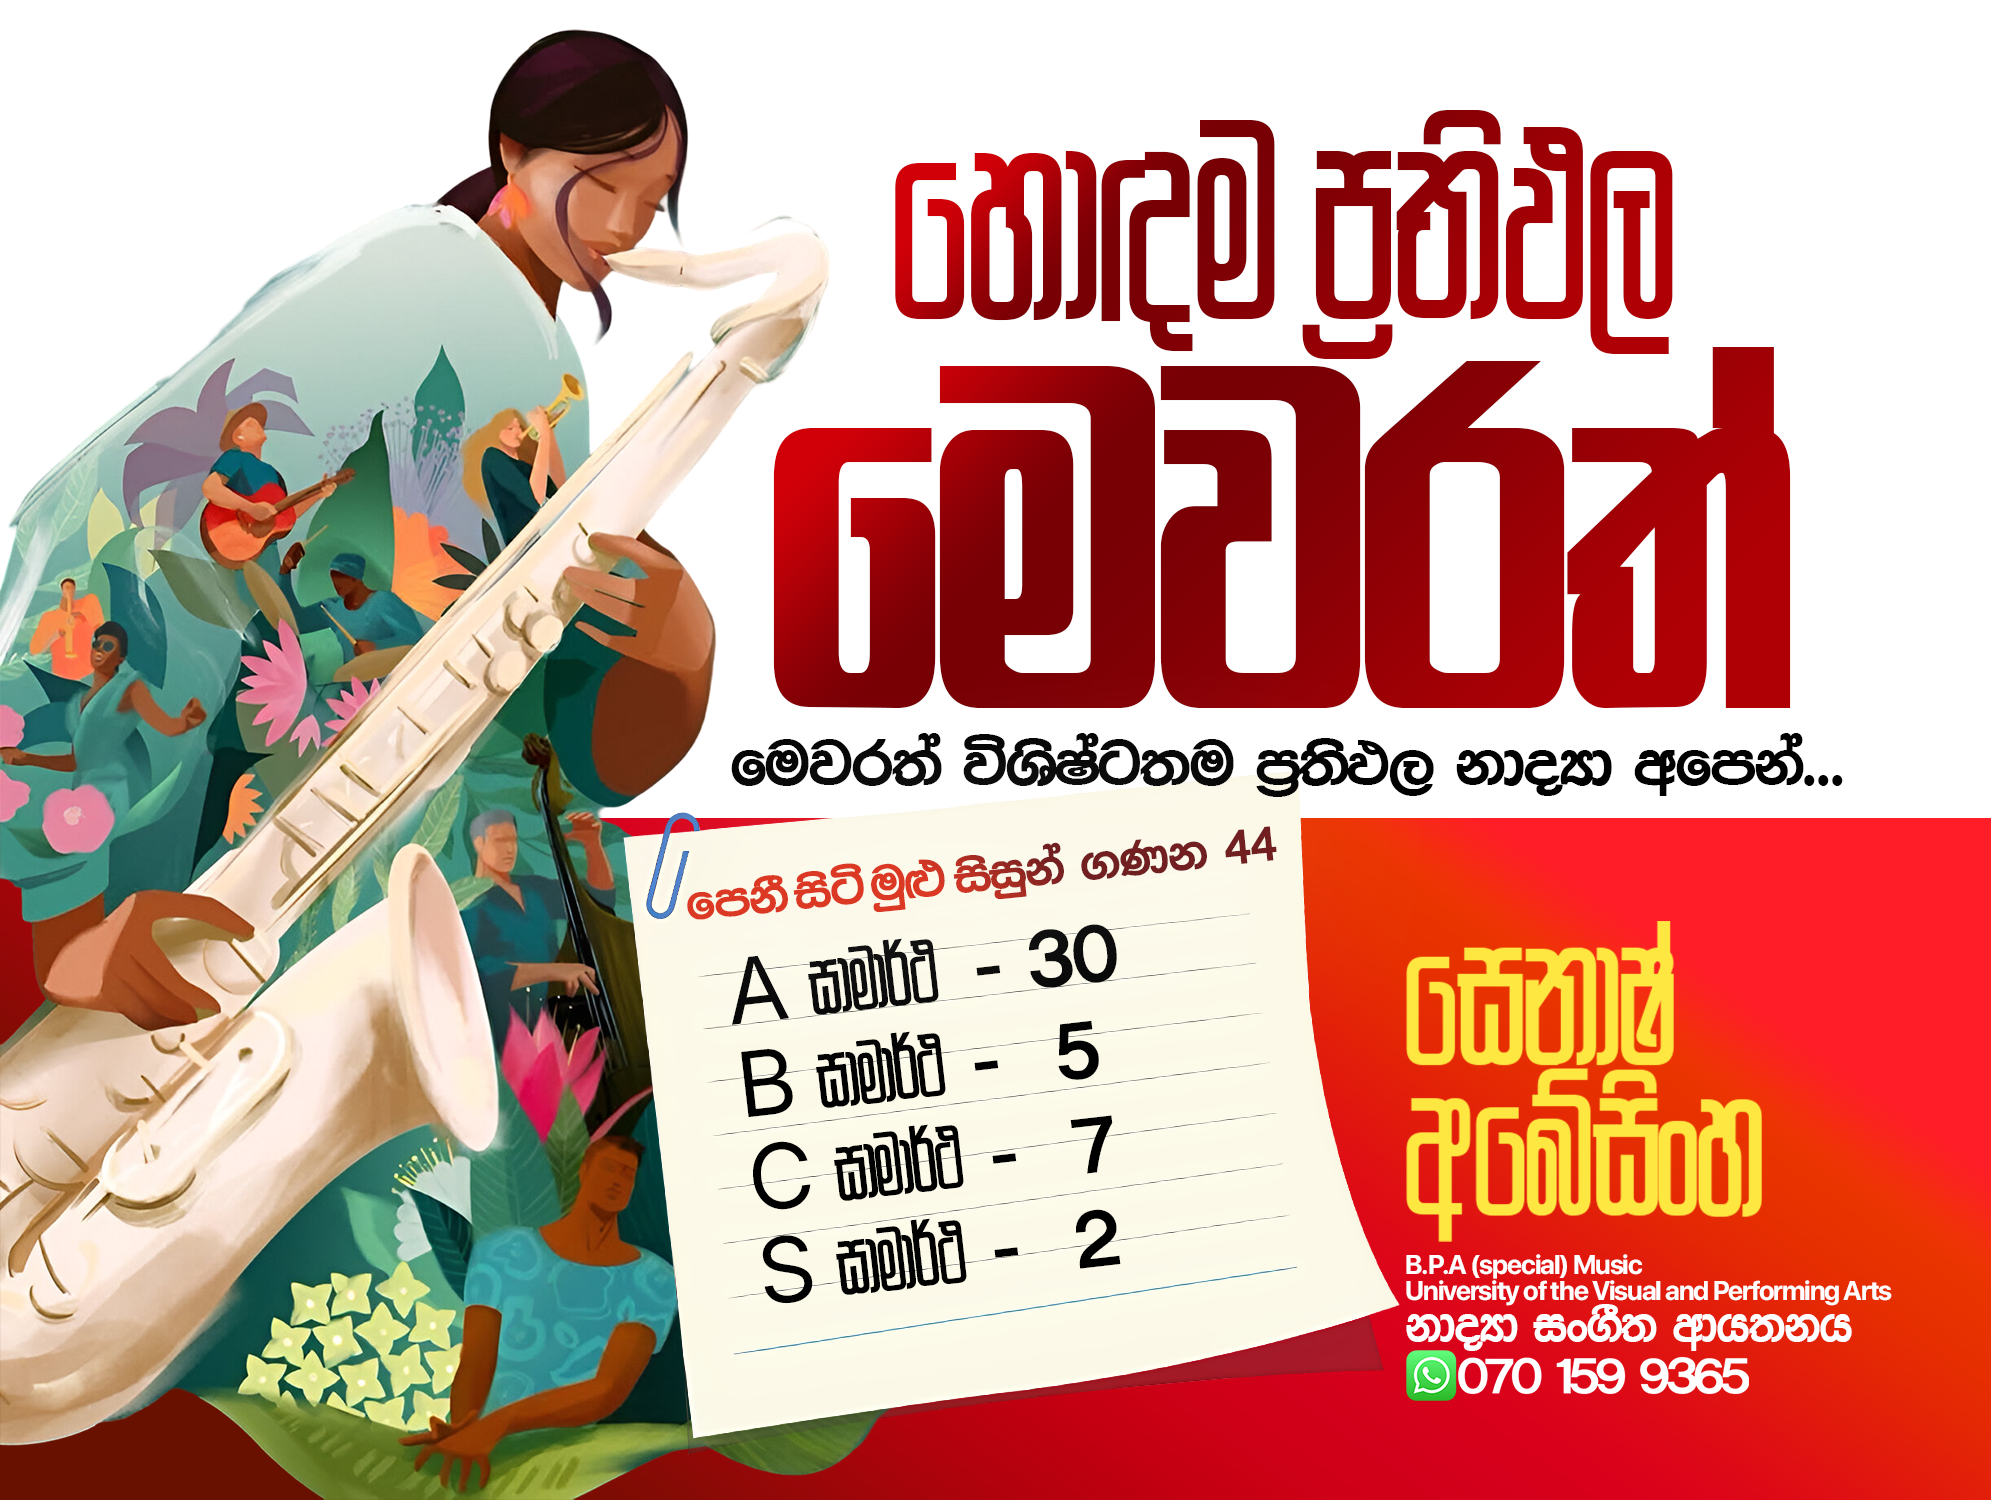 හොඳම ප්‍රතිඵල
මෙවරත්
මෙවරත් විශිෂ්ටතම ප්‍රතිඵල නාද්‍යා අපෙන්...
පෙනී සිටි මුළු සිසුන් ගණන 44
A සාමාර්ථ - 30
B සාමාර්ථ - 5
C සාමාර්ථ - 7
S සාමාර්ථ - 2
සෙනාෂ්
අබේසිංහ
B.P.A (special) Music
University of the Visual and Performing Arts
නාද්‍යා සංගීත ආයතනය
070 159 9365